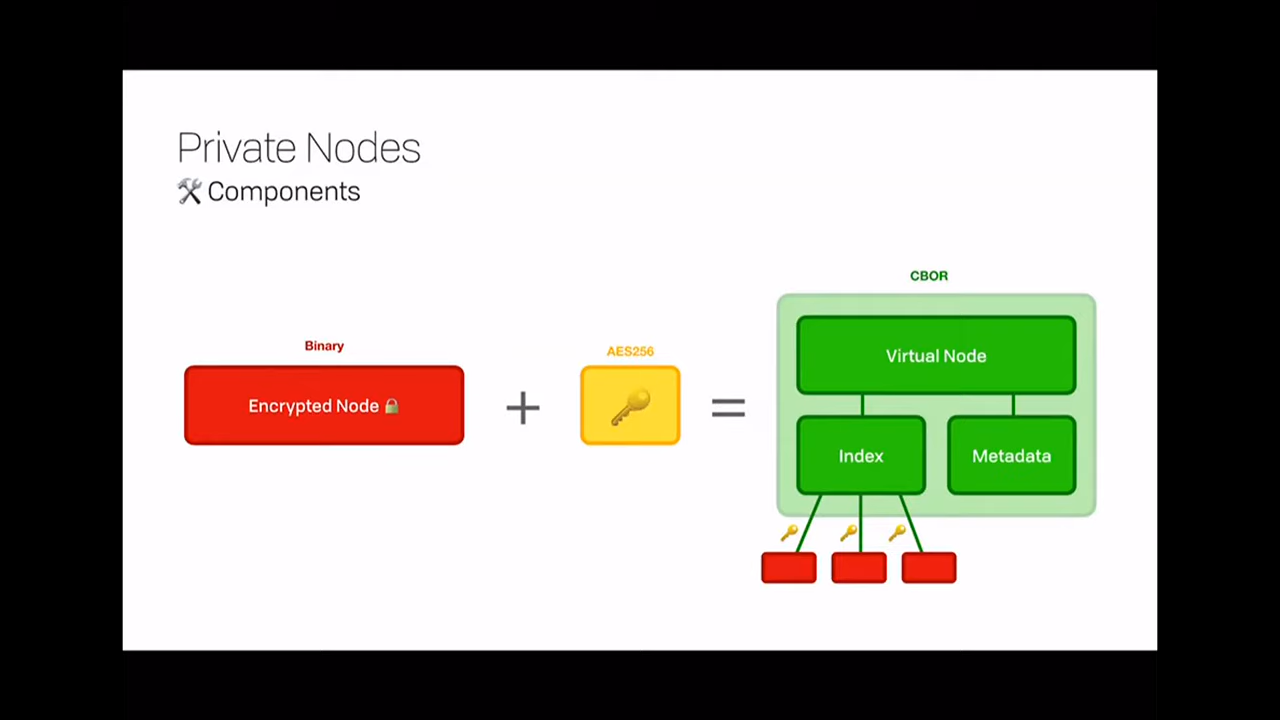 Private Nodes
🛠 Components
CBOR
Binary
AES256
Virtual Node
Encrypted Node 🔒
+
=
Index
Metadata